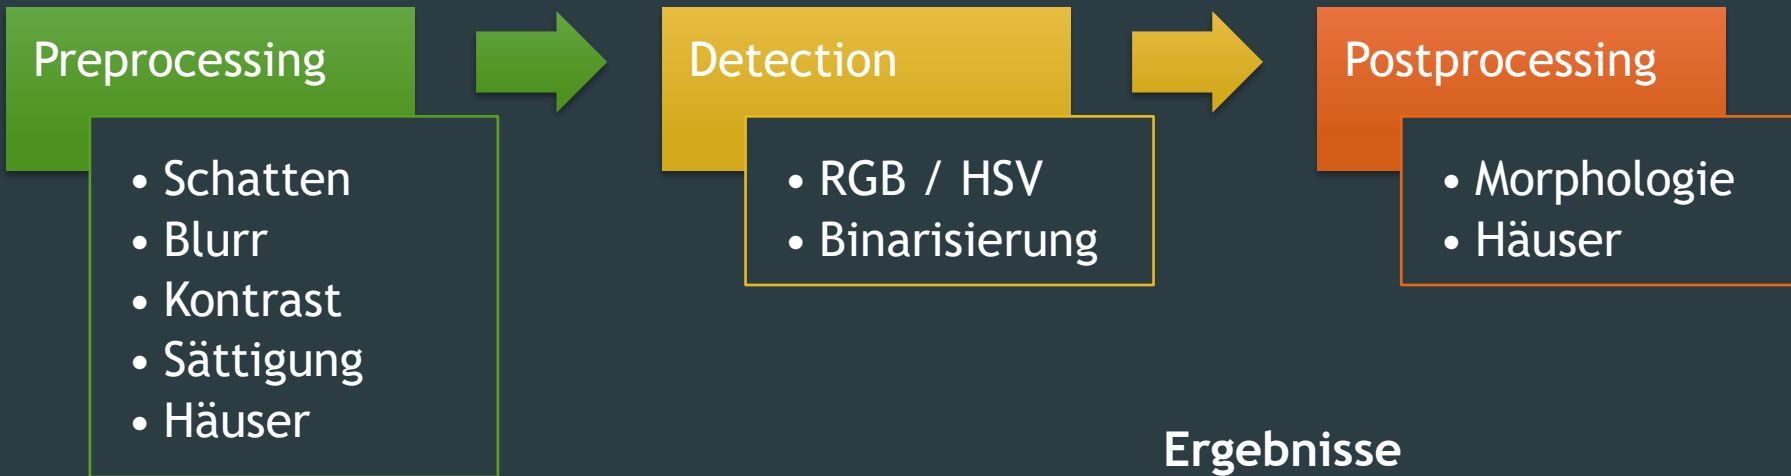 Preprocessing
• Schatten
• Blurr
• Kontrast
• Sättigung
• Häuser
Detection
• RGB / HSV
• Binarisierung
Postprocessing
• Morphologie
• Häuser
Ergebnisse